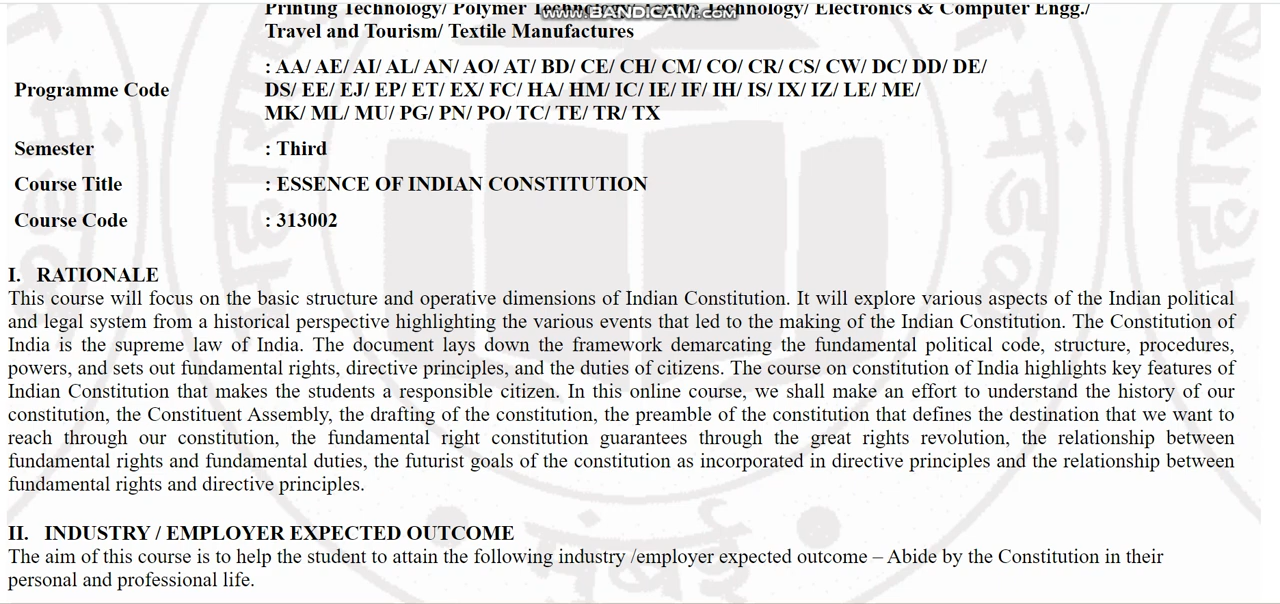 Printing Technology/ Polymer Technology/ Textile Technology/ Electronics & Computer Engg./
www.BANDICAM.com
Travel and Tourism/ Textile Manufactures
Programme Code
: AA/ AE/ AI/ AL/ AN/ AO/ AT/ BD/ CE/ CH/ CM/ CO/ CR/ CS/ CW/ DC/ DD/ DE/
DS/ EE/ EJ/ EP/ ET/ EX/ FC/ HA/ HM/ IC/ IE/ IF/ IH/ IS/ IX/ IZ/ LE/ ME/
MK/ ML/ MU/ PG/ PN/ PO/ TC/ TE/ TR/ TX
Semester : Third
Course Title : ESSENCE OF INDIAN CONSTITUTION
Course Code : 313002
I. RATIONALE
This course will focus on the basic structure and operative dimensions of Indian Constitution. It will explore various aspects of the Indian political
and legal system from a historical perspective highlighting the various events that led to the making of the Indian Constitution. The Constitution of
India is the supreme law of India. The document lays down the framework demarcating the fundamental political code, structure, procedures,
powers, and sets out fundamental rights, directive principles, and the duties of citizens. The course on constitution of India highlights key features of
Indian Constitution that makes the students a responsible citizen. In this online course, we shall make an effort to understand the history of our
constitution, the Constituent Assembly, the drafting of the constitution, the preamble of the constitution that defines the destination that we want to
reach through our constitution, the fundamental right constitution guarantees through the great rights revolution, the relationship between
fundamental rights and fundamental duties, the futurist goals of the constitution as incorporated in directive principles and the relationship between
fundamental rights and directive principles.
II. INDUSTRY / EMPLOYER EXPECTED OUTCOME
The aim of this course is to help the student to attain the following industry /employer expected outcome – Abide by the Constitution in their
personal and professional life.